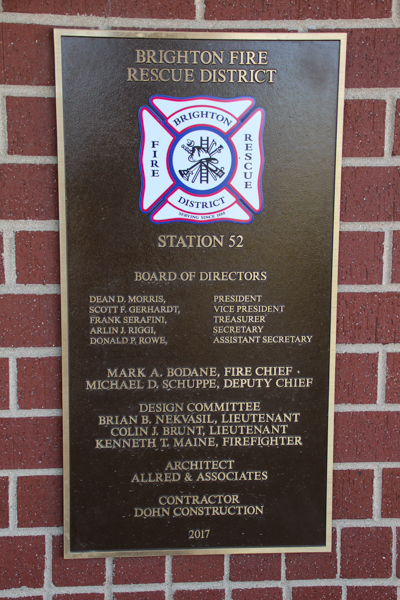 BRIGHTON FIRE
RESCUE DISTRICT
BRIGHTON
FIRE
RESCUE
DISTRICT
STATION 52
BOARD OF DIRECTORS
DEAN D. MORRIS, PRESIDENT
SCOTT F. GERHARDT, VICE PRESIDENT
FRANK SERAFINI, TREASURER
ARLIN J. RIGGI, SECRETARY
DONALD P. ROWE, ASSISTANT SECRETARY
MARK A. BODANE, FIRE CHIEF
MICHAEL D. SCHUPPE, DEPUTY CHIEF
DESIGN COMMITTEE
BRIAN B. NEKVASIL, LIEUTENANT
COLIN J. BRUNT, LIEUTENANT
KENNETH T. MAINE, FIREFIGHTER
ARCHITECT
ALLRED & ASSOCIATES
CONTRACTOR
DOHN CONSTRUCTION
2017